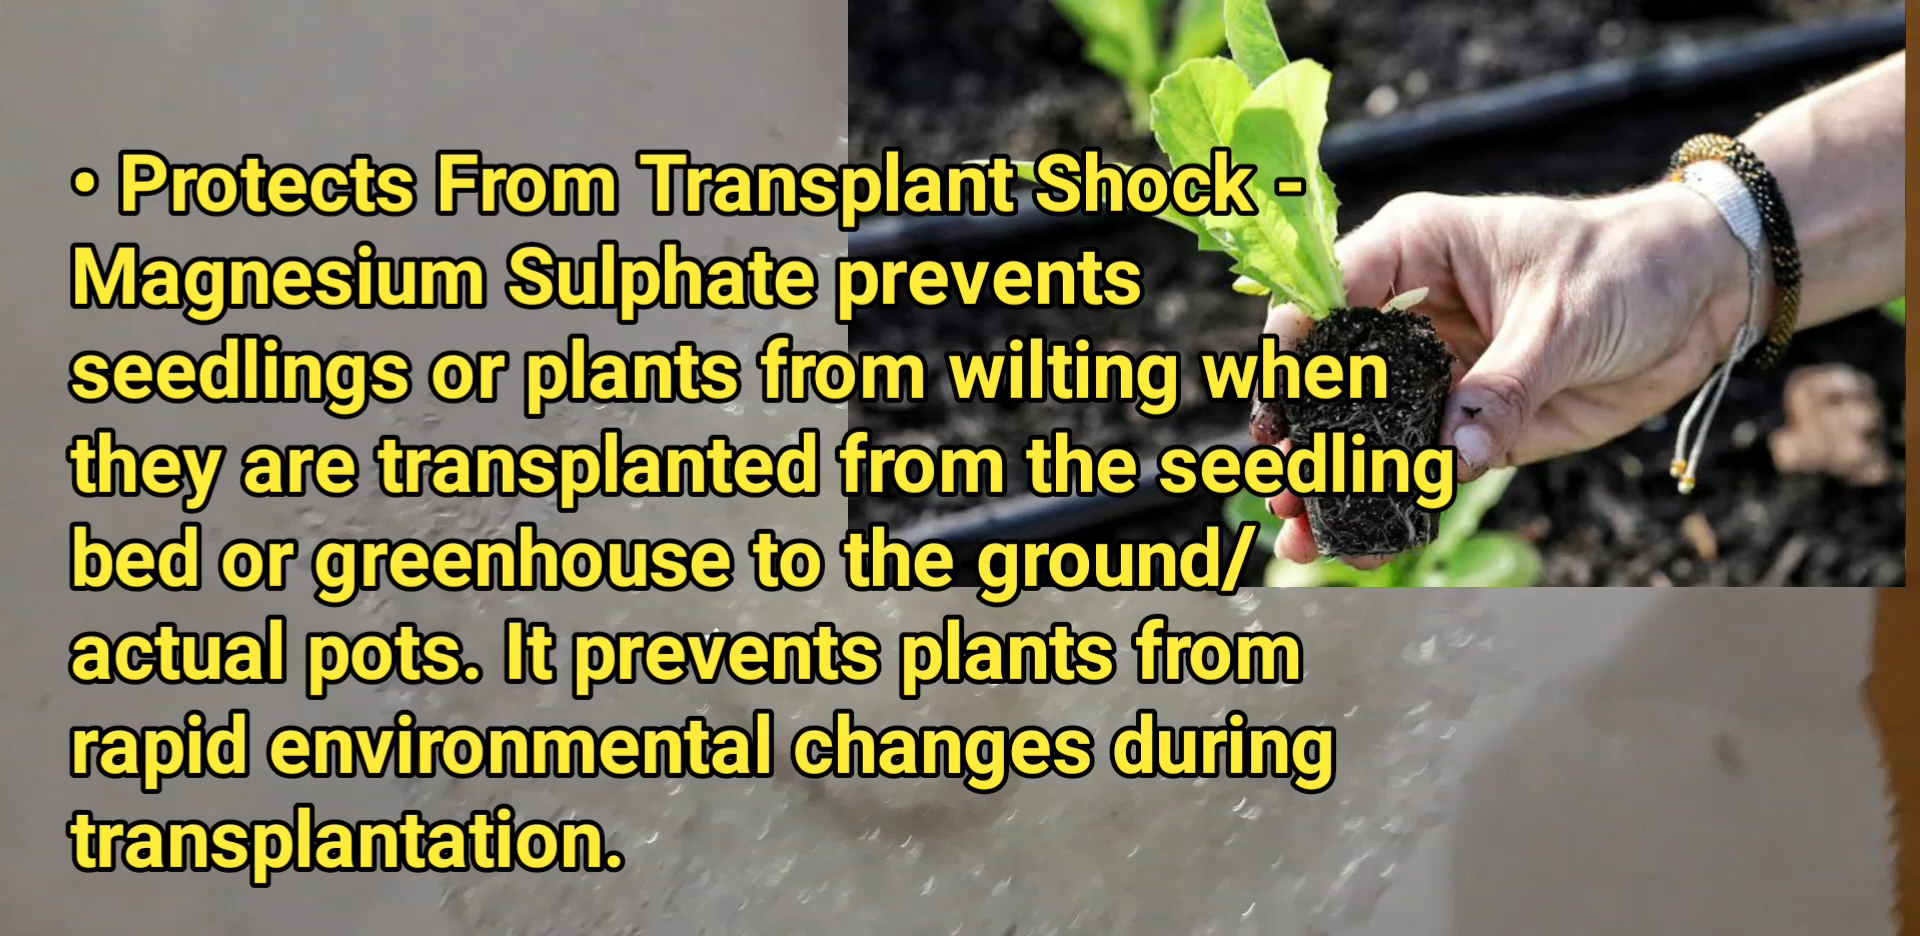 • Protects From Transplant Shock -
Magnesium Sulphate prevents
seedlings or plants from wilting when
they are transplanted from the seedling
bed or greenhouse to the ground/
actual pots. It prevents plants from
rapid environmental changes during
transplantation.